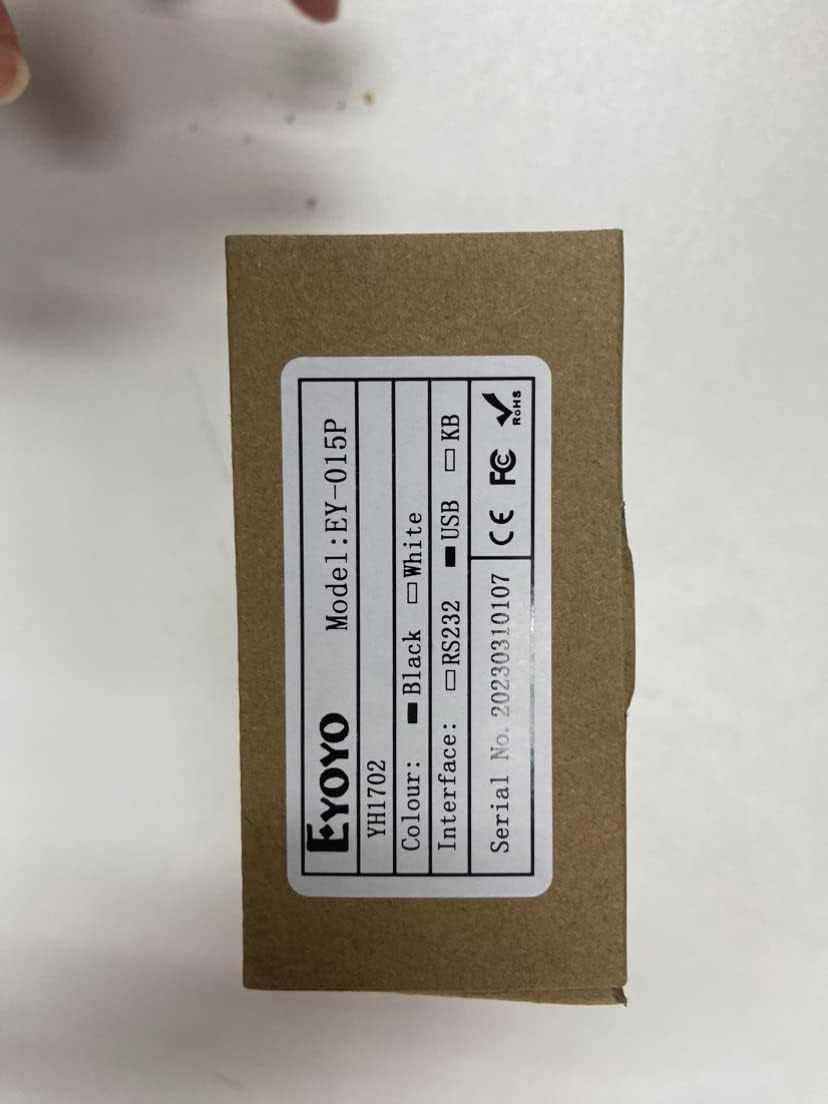 EYOYO Model:EY-015P
YH1702
Colour: ■Black □White
Interface: □RS232 ■USB □KB
Serial No. 20230310107 CE FC RoHS